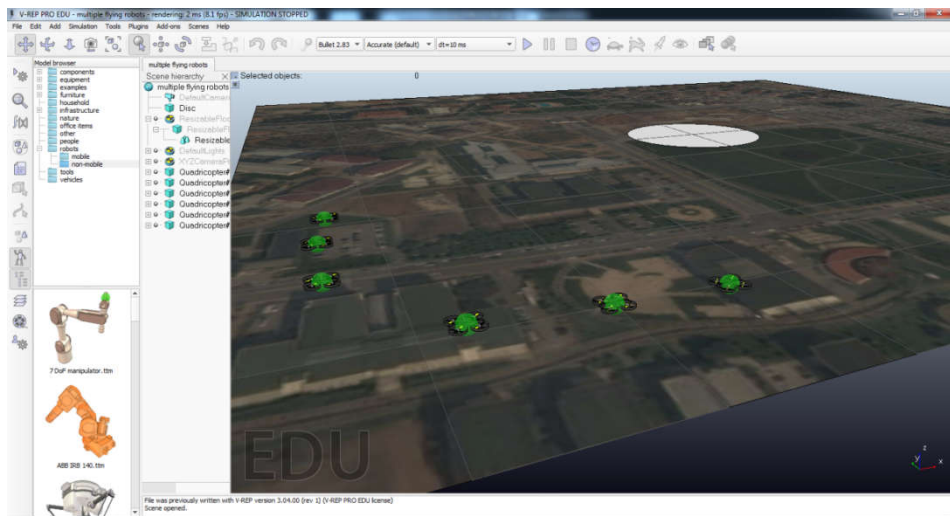 V-REP PRO EDU - multiple flying robots - rendering: 2 ms (8.1 fps) - SIMULATION STOPPED
File Edit Add Simulation Tools Plugins Add-ons Scenes Help
Bullet 2.83 Accurate (default) dt=10 ms
Model browser
components
equipment
examples
furniture
household
infrastructure
nature
office items
other
people
robots
mobile
non-mobile
tools
vehicles
7 DoF manipulator.ttm
ABB IRB 140.ttm
multiple flying robots
Scene hierarchy
multiple flying robots
DefaultCamera
Disc
ResizableFloo
ResizableFl
Resizable
DefaultLights
XYZCameraPr
Quadricopter#
Quadricopter#
Quadricopter#
Quadricopter#
Quadricopter#
Quadricopter#
Selected objects: 0
EDU
z
y
x
File was previously written with V-REP version 3.04.00 (rev 1) (V-REP PRO EDU license)
Scene opened.